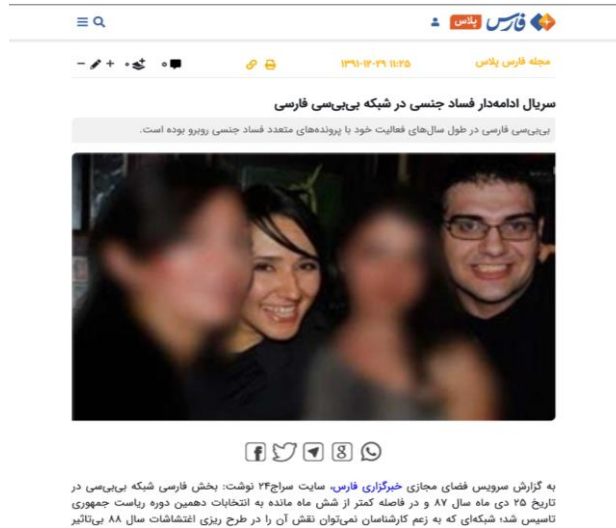 فارس پلاس
مجله فارس پلاس
۱۳۹۱-۱۲-۲۹ ۱۱:۲۵
۰
۰
+
-
سریال ادامه‌دار فساد جنسی در شبکه بی‌بی‌سی فارسی
بی‌بی‌سی فارسی در طول سال‌های فعالیت خود با پرونده‌های متعدد فساد جنسی روبرو بوده است.
به گزارش سرویس فضای مجازی خبرگزاری فارس، سایت سراج۲۴ نوشت: بخش فارسی شبکه بی‌بی‌سی در
تاریخ ۲۵ دی ماه سال ۸۷ و در فاصله کمتر از شش ماه مانده به انتخابات دهمین دوره ریاست جمهوری
تاسیس شد؛ شبکه‌ای که به زعم کارشناسان نمی‌توان نقش آن را در طرح ریزی اغتشاشات سال ۸۸ بی‌تاثیر